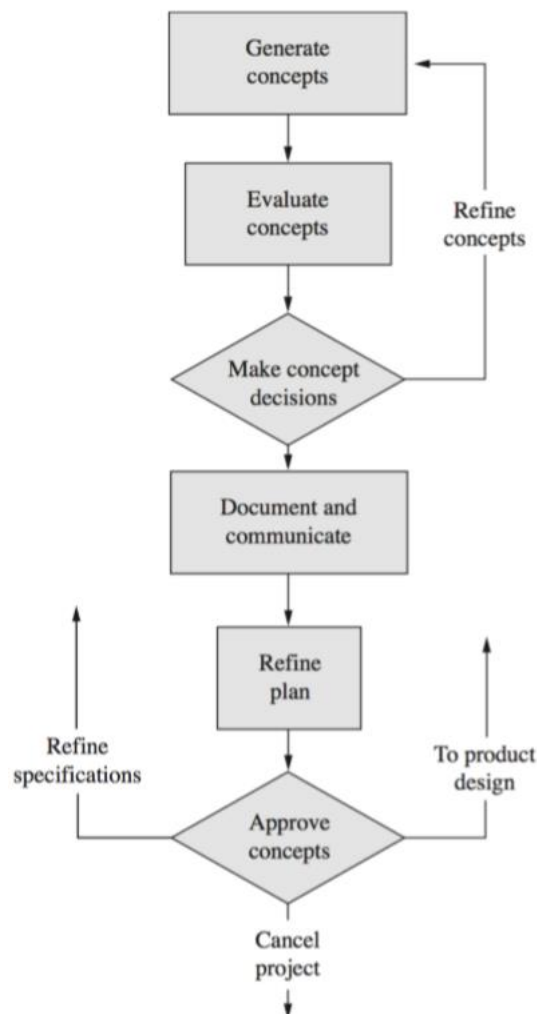 Generate
concepts
Evaluate
concepts
Refine
concepts
Make concept
decisions
Document and
communicate
Refine
plan
Refine
specifications
To product
design
Approve
concepts
Cancel
project